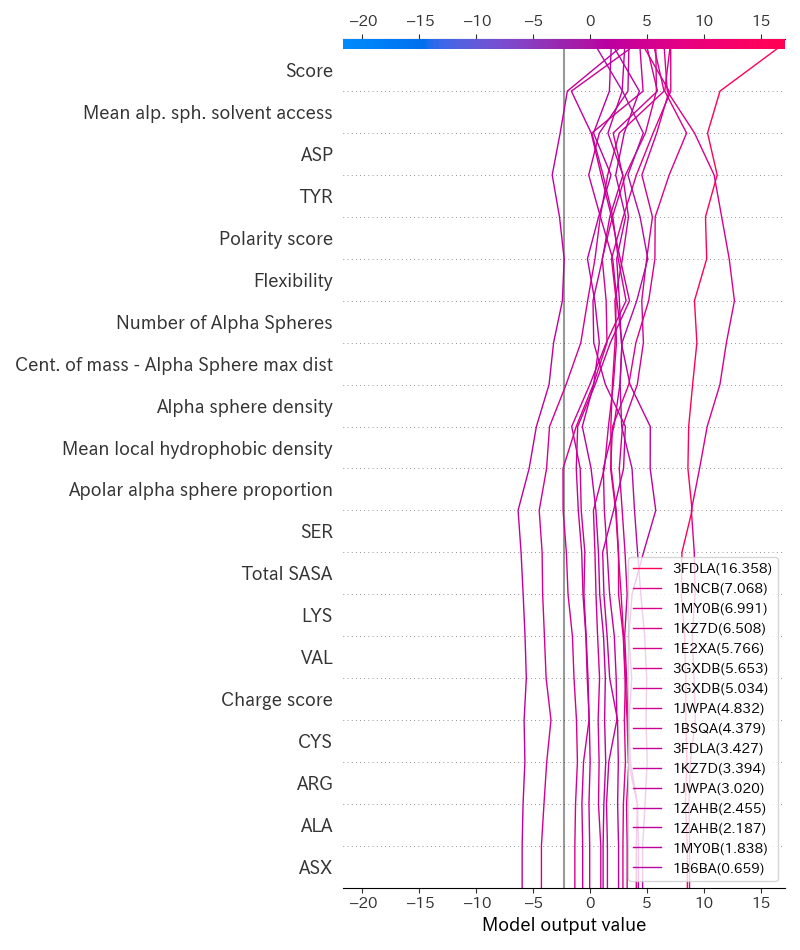 −20 −15 −10 −5 0 5 10 15
Score
Mean alp. sph. solvent access
ASP
TYR
Polarity score
Flexibility
Number of Alpha Spheres
Cent. of mass - Alpha Sphere max dist
Alpha sphere density
Mean local hydrophobic density
Apolar alpha sphere proportion
SER
Total SASA
LYS
VAL
Charge score
CYS
ARG
ALA
ASX
3FDLA(16.358)
1BNCB(7.068)
1MY0B(6.991)
1KZ7D(6.508)
1E2XA(5.766)
3GXDB(5.653)
3GXDB(5.034)
1JWPA(4.832)
1BSQA(4.379)
3FDLA(3.427)
1KZ7D(3.394)
1JWPA(3.020)
1ZAHB(2.455)
1ZAHB(2.187)
1MY0B(1.838)
1B6BA(0.659)
−20 −15 −10 −5 0 5 10 15
Model output value